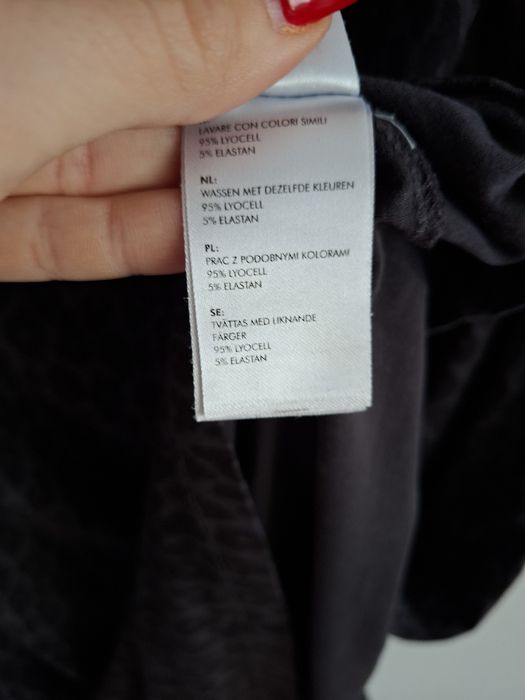 LAVARE CON COLORI SIMILI
95% LYOCELL
5% ELASTAN
NL:
WASSEN MET DEZELFDE KLEUREN
95% LYOCELL
5% ELASTAN
PL:
PRAC Z PODOBNYMI KOLORAMI
95% LYOCELL
5% ELASTAN
SE:
TVÄTTAS MED LIKNANDE
FÄRGER
95% LYOCELL
5% ELASTAN